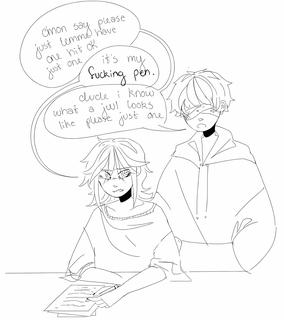 c'mon say please
just lemme have
one hit ok
just one
it's my
fucking pen.
dude i know
what a juul looks
like please just one